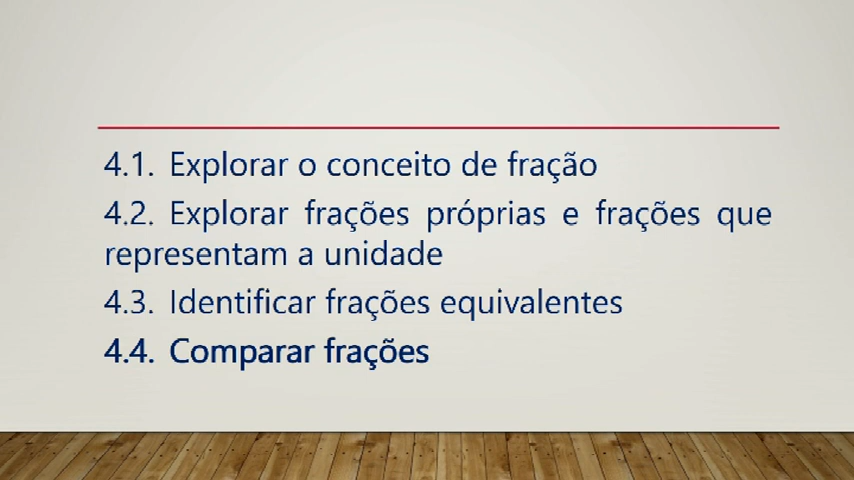 4.1. Explorar o conceito de fração
4.2. Explorar frações próprias e frações que
representam a unidade
4.3. Identificar frações equivalentes
4.4. Comparar frações